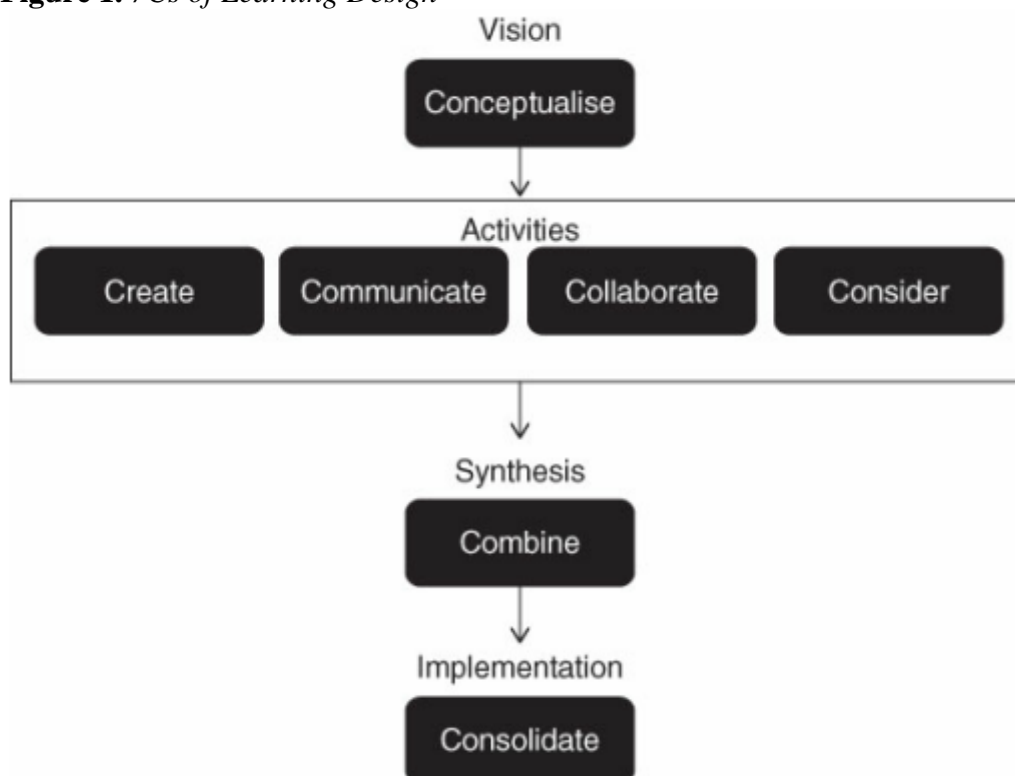 Figure 1. 7Cs of Learning Design
Vision
Conceptualise
Activities
Create Communicate Collaborate Consider
Synthesis
Combine
Implementation
Consolidate